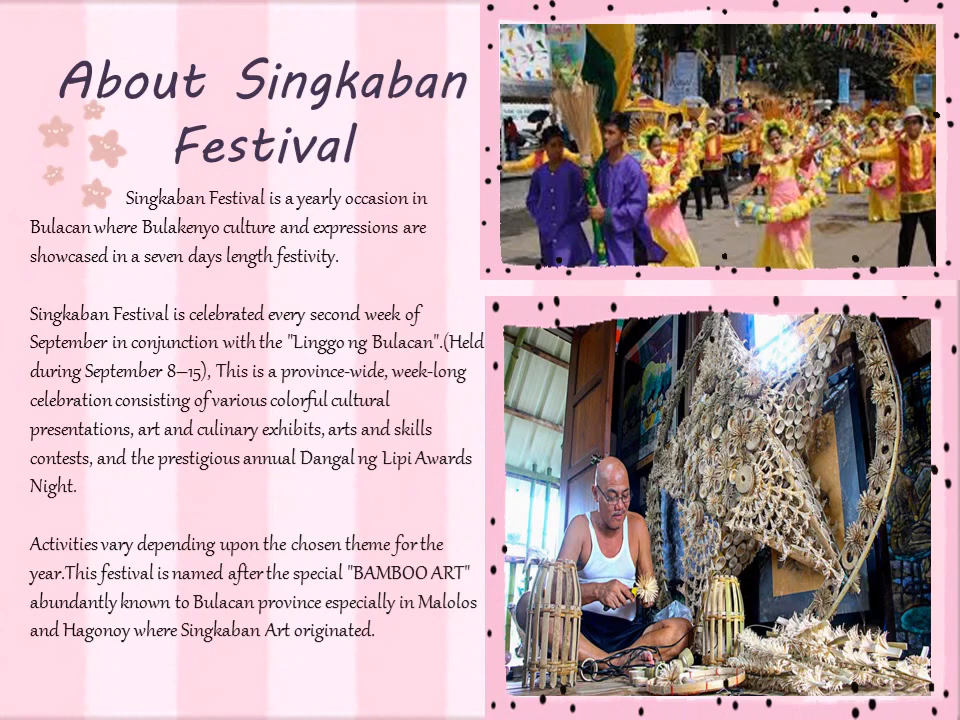 About Singkaban
Festival
Singkaban Festival is a yearly occasion in
Bulacan where Bulakenyo culture and expressions are
showcased in a seven days length festivity.
Singkaban Festival is celebrated every second week of
September in conjunction with the "Linggo ng Bulacan".(Held
during September 8–15), This is a province-wide, week-long
celebration consisting of various colorful cultural
presentations, art and culinary exhibits, arts and skills
contests, and the prestigious annual Dangal ng Lipi Awards
Night.
Activities vary depending upon the chosen theme for the
year.This festival is named after the special "BAMBOO ART"
abundantly known to Bulacan province especially in Malolos
and Hagonoy where Singkaban Art originated.